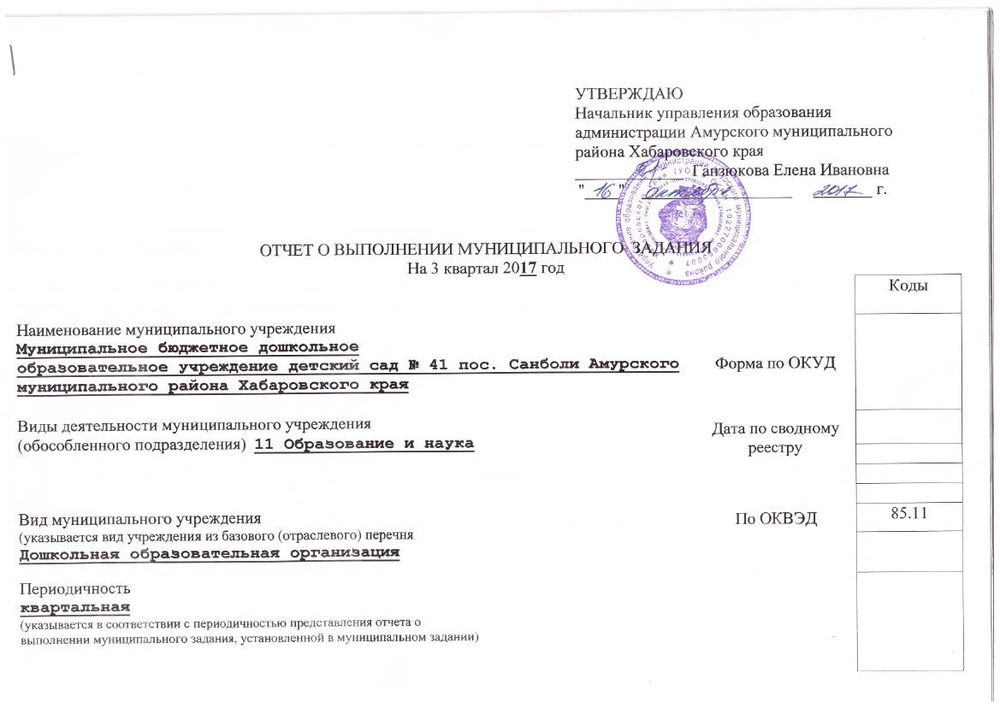 УТВЕРЖДАЮ
Начальник управления образования
администрации Амурского муниципального
района Хабаровского края
Ганзюкова Елена Ивановна
"16" октября 2017 г.
ОТЧЕТ О ВЫПОЛНЕНИИ МУНИЦИПАЛЬНОГО ЗАДАНИЯ
На 3 квартал 2017 год
Коды
Наименование муниципального учреждения
Муниципальное бюджетное дошкольное
образовательное учреждение детский сад № 41 пос. Санболи Амурского
муниципального района Хабаровского края
Форма по ОКУД
Виды деятельности муниципального учреждения
(обособленного подразделения) 11 Образование и наука
Дата по сводному
реестру
Вид муниципального учреждения
(указывается вид учреждения из базового (отраслевого) перечня
Дошкольная образовательная организация
По ОКВЭД
85.11
Периодичность
квартальная
(указывается в соответствии с периодичностью представления отчета о
выполнении муниципального задания, установленной в муниципальном задании)